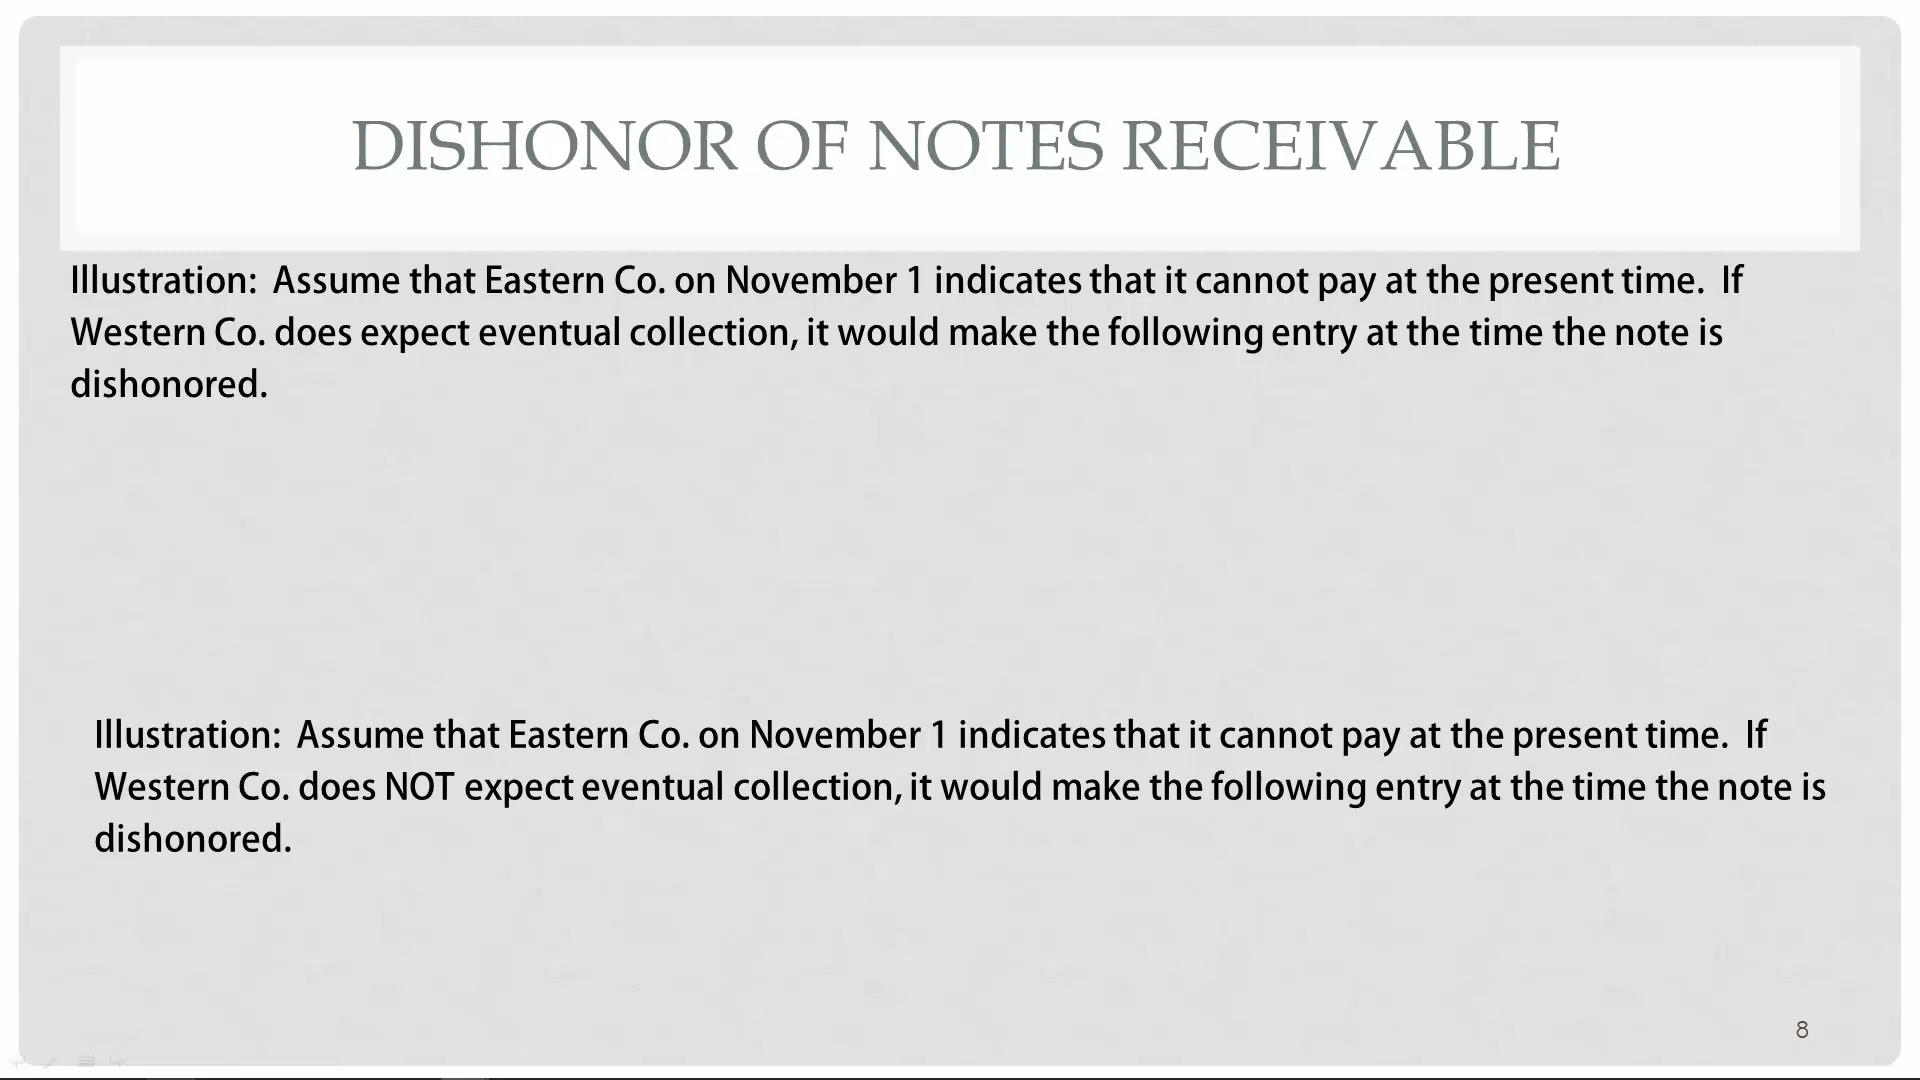 DISHONOR OF NOTES RECEIVABLE
Illustration:  Assume that Eastern Co. on November 1 indicates that it cannot pay at the present time.  If
Western Co. does expect eventual collection, it would make the following entry at the time the note is
dishonored.
Illustration:  Assume that Eastern Co. on November 1 indicates that it cannot pay at the present time.  If
Western Co. does NOT expect eventual collection, it would make the following entry at the time the note is
dishonored.
8